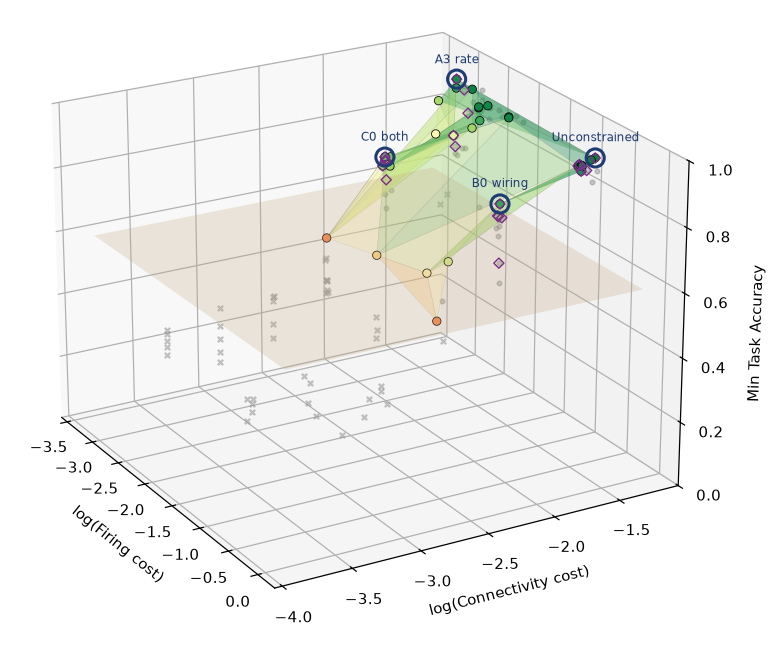 A3 rate
C0 both
Unconstrained
B0 wiring
1.0
0.8
0.6
0.4
0.2
0.0
Min Task Accuracy
−3.5
−3.0
−2.5
−2.0
−1.5
−1.0
−0.5
0.0
log(Firing cost)
−4.0
−3.5
−3.0
−2.5
−2.0
−1.5
log(Connectivity cost)